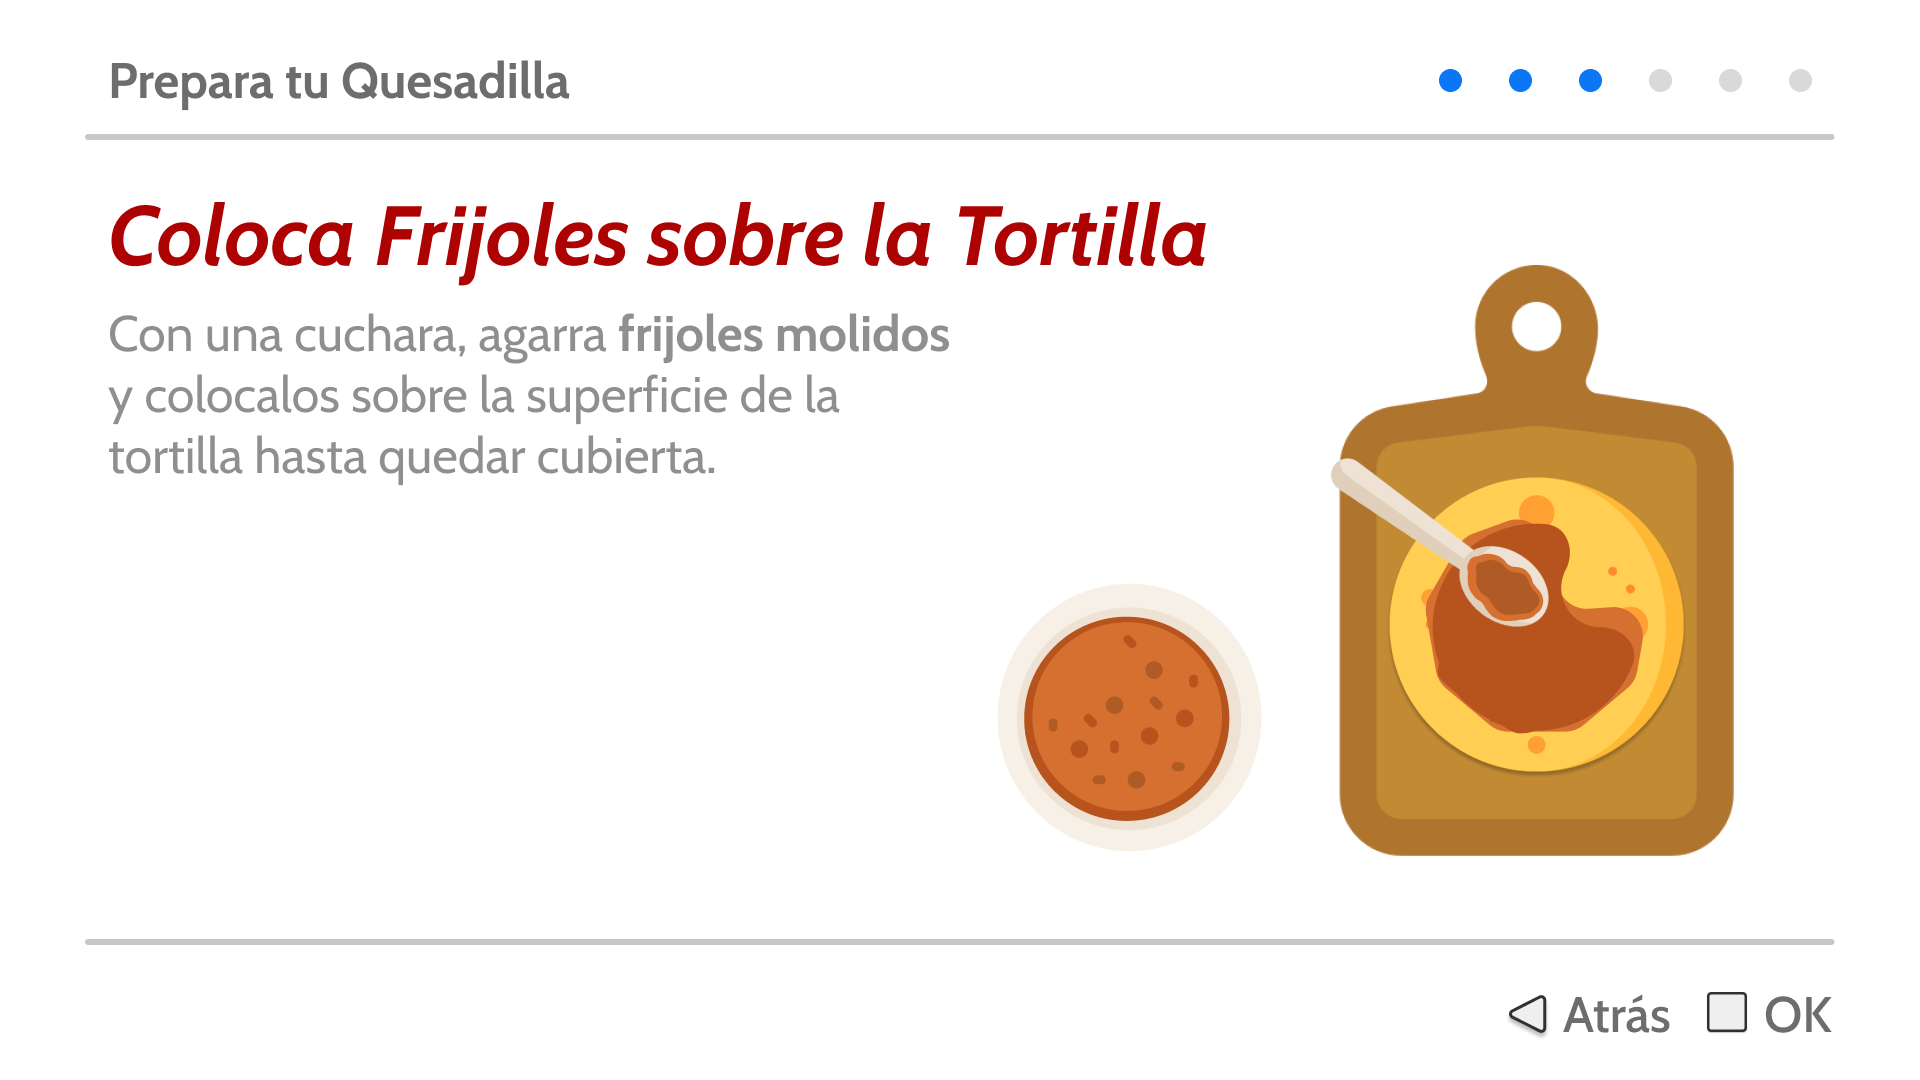 Prepara tu Quesadilla
Coloca Frijoles sobre la Tortilla
Con una cuchara, agarra frijoles molidos
y colocalos sobre la superficie de la
tortilla hasta quedar cubierta.
Atrás
OK